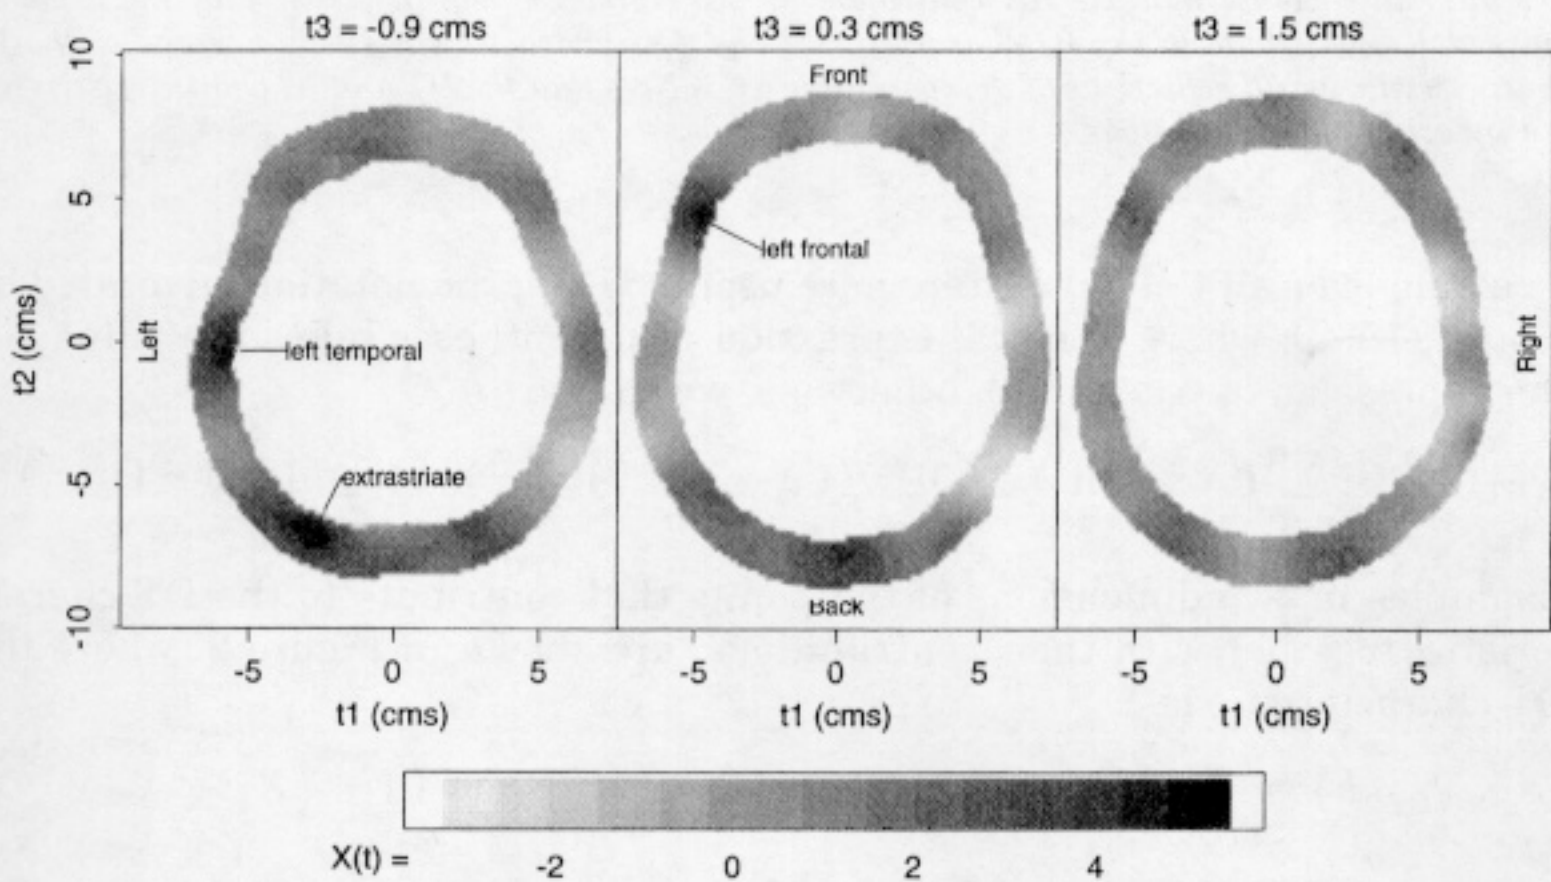 t3 = -0.9 cms
t3 = 0.3 cms
t3 = 1.5 cms
10
5
0
-5
-10
t2 (cms)
Left
left temporal
extrastriate
Front
left frontal
Back
Right
-5 0 5
-5 0 5
-5 0 5
t1 (cms)
t1 (cms)
t1 (cms)
X(t) =
-2 0 2 4